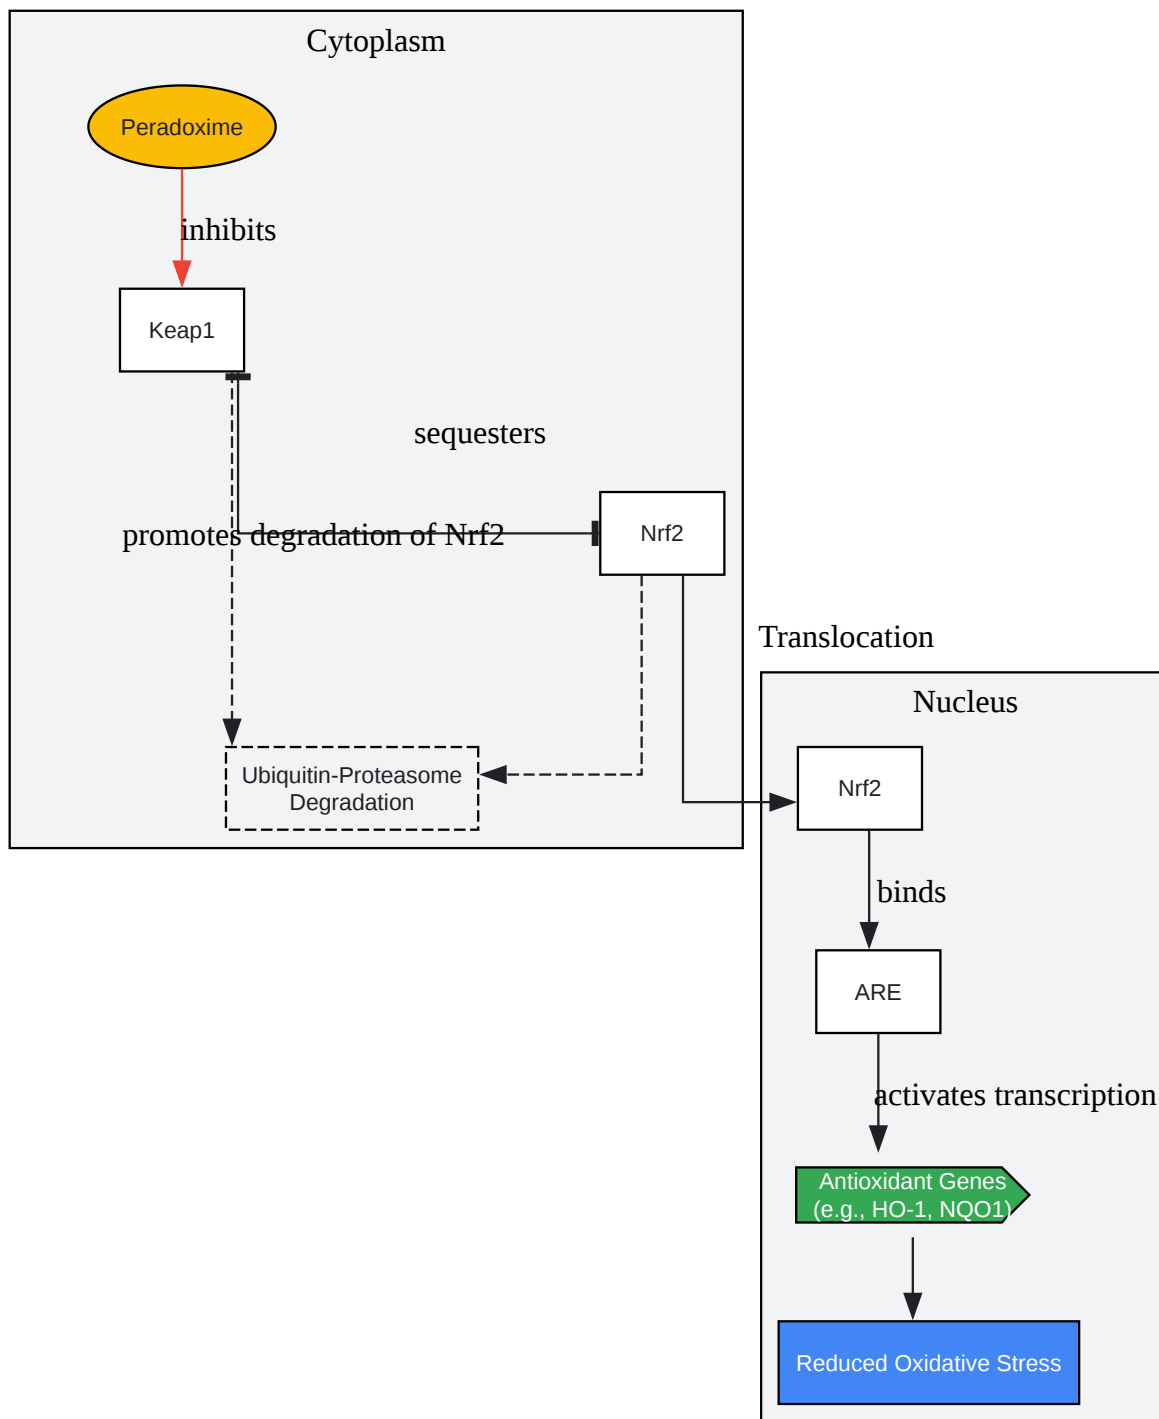 Cytoplasm
Peradoxime
inhibits
Keap1
sequesters
Nrf2
promotes degradation of Nrf2
Translocation
Nucleus
Ubiquitin-Proteasome
Degradation
Nrf2
binds
ARE
activates transcription
Antioxidant Genes
(e.g., HO-1, NQO1)
Reduced Oxidative Stress